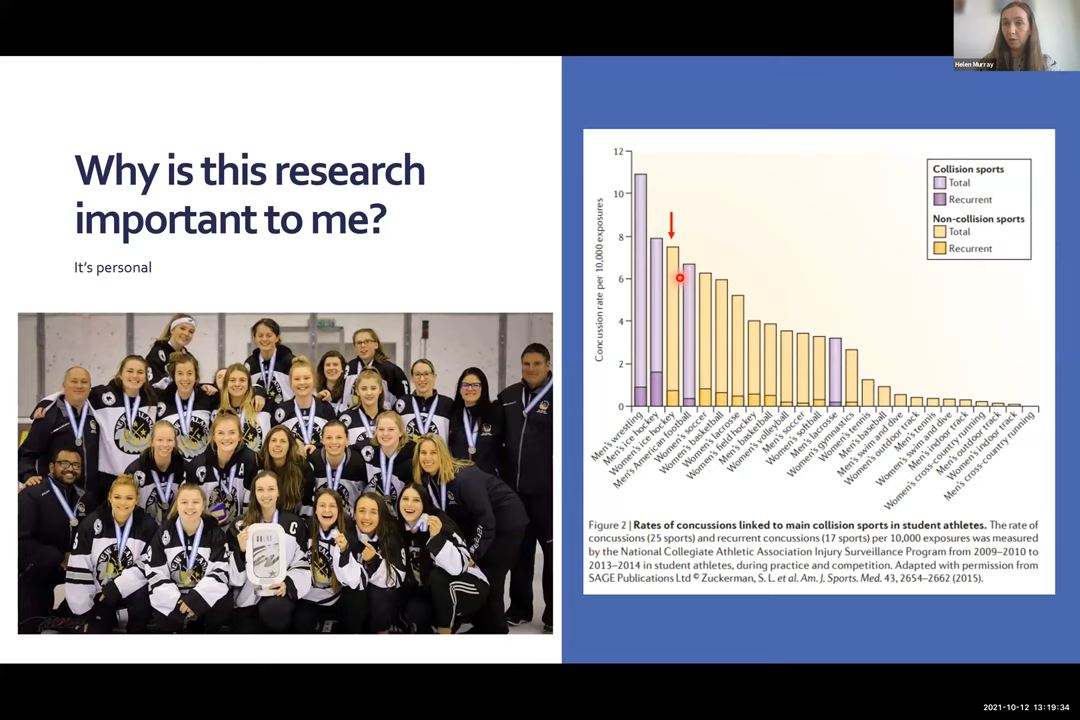 Helen Murray
Why is this research
important to me?
It's personal
12
10
8
6
4
2
0
Concussion rate per 10,000 exposures
Collision sports
Total
Recurrent
Non-collision sports
Total
Recurrent
Men's wrestling
Men's ice hockey
Women's ice hockey
Men's American football
Women's soccer
Women's basketball
Women's lacrosse
Women's field hockey
Men's basketball
Women's volleyball
Men's soccer
Women's softball
Men's lacrosse
Women's gymnastics
Women's tennis
Men's baseball
Men's swim and dive
Women's outdoor track
Men's tennis
Women's swim and dive
Men's indoor track
Women's cross-country running
Men's outdoor track
Women's indoor track
Men's cross-country running
Figure 2 | Rates of concussions linked to main collision sports in student athletes. The rate of
concussions (25 sports) and recurrent concussions (17 sports) per 10,000 exposures was measured
by the National Collegiate Athletic Association Injury Surveillance Program from 2009–2010 to
2013–2014 in student athletes, during practice and competition. Adapted with permission from
SAGE Publications Ltd © Zuckerman, S. L. et al. Am. J. Sports. Med. 43, 2654–2662 (2015).
NEW ZEALAND
NEW ZEALAND
2021-10-12 13:19:34